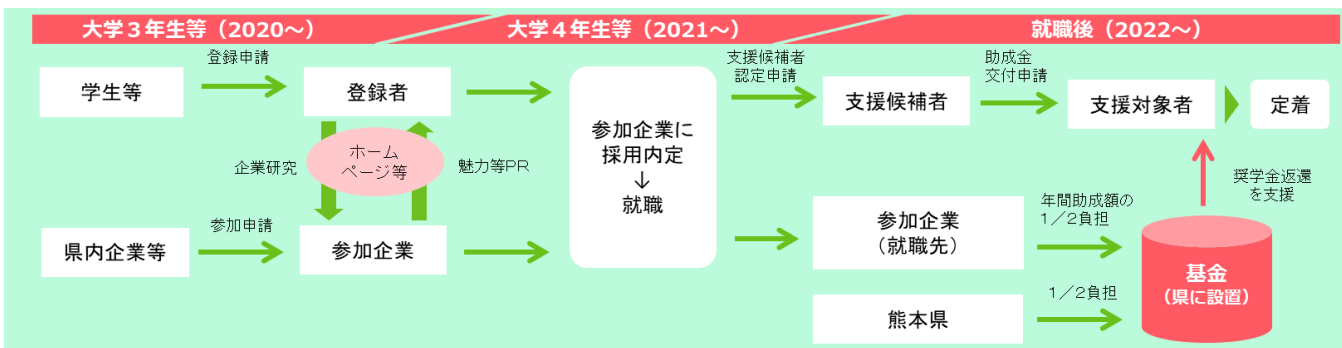 大学３年生等（2020～）
大学４年生等（2021～）
就職後（2022～）
学生等
登録申請
登録者
企業研究
ホーム
ページ等
魅力等PR
県内企業等
参加申請
参加企業
参加企業に
採用内定
↓
就職
支援候補者
認定申請
支援候補者
助成金
交付申請
支援対象者
定着
奨学金返還
を支援
参加企業
（就職先）
年間助成額の
１／２負担
熊本県
１／２負担
基金
（県に設置）